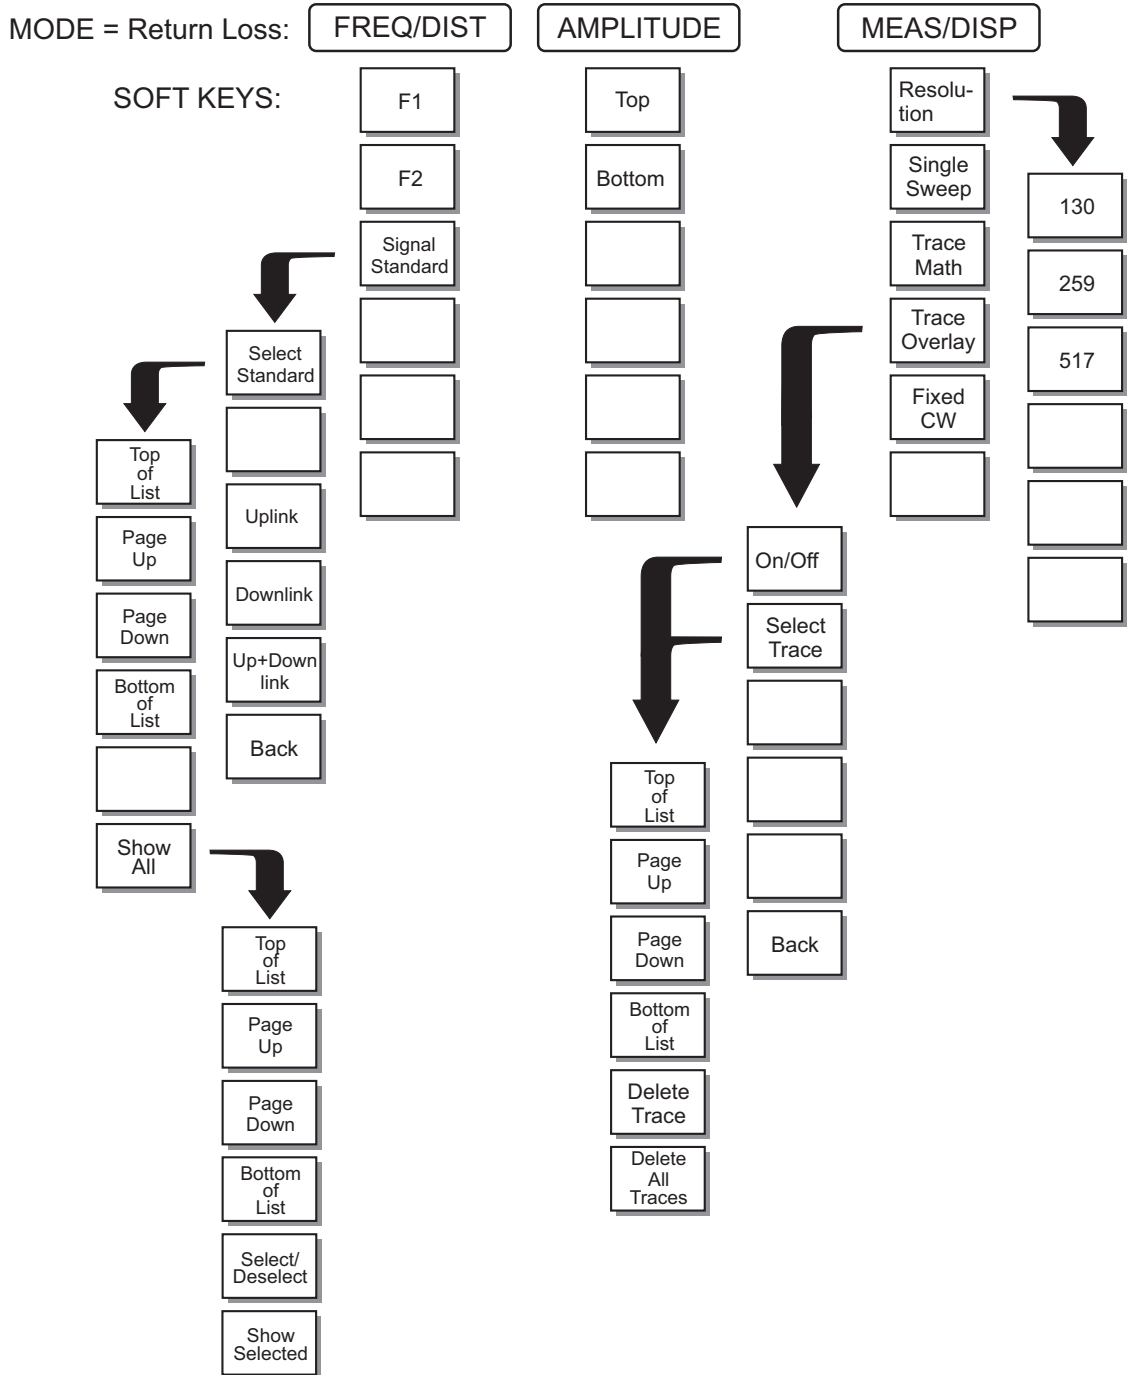 MODE = Return Loss:
FREQ/DIST
AMPLITUDE
MEAS/DISP
SOFT KEYS:
F1
F2
Signal
Standard
Select
Standard
Uplink
Downlink
Up+Down
link
Back
Top
of
List
Page
Up
Page
Down
Bottom
of
List
Show
All
Top
of
List
Page
Up
Page
Down
Bottom
of
List
Select/
Deselect
Show
Selected
Top
Bottom
Resolu-
tion
Single
Sweep
Trace
Math
Trace
Overlay
Fixed
CW
130
259
517
On/Off
Select
Trace
Back
Top
of
List
Page
Up
Page
Down
Bottom
of
List
Delete
Trace
Delete
All
Traces